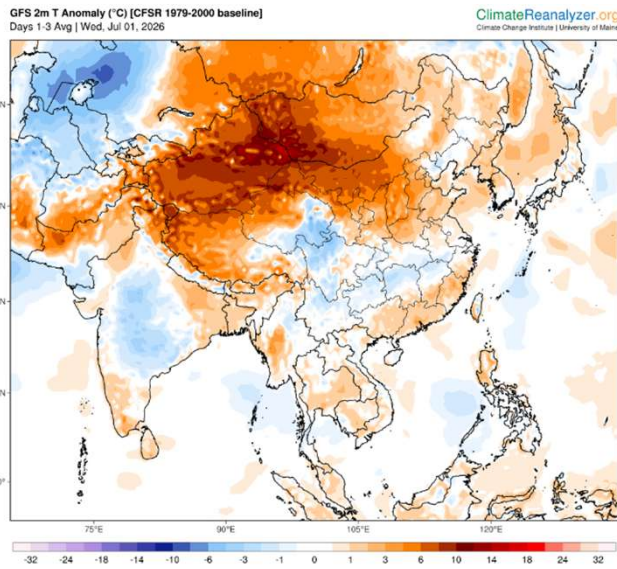 GFS 2m T Anomaly (°C) [CFSR 1979-2000 baseline]
ClimateReanalyzer.org
Days 1-3 Avg | Wed, Jul 01, 2026
Climate Change Institute | University of Maine
75°E 90°E 105°E 120°E
-32 -24 -18 -14 -10 -6 -3 -1 0 1 3 6 10 14 18 24 32